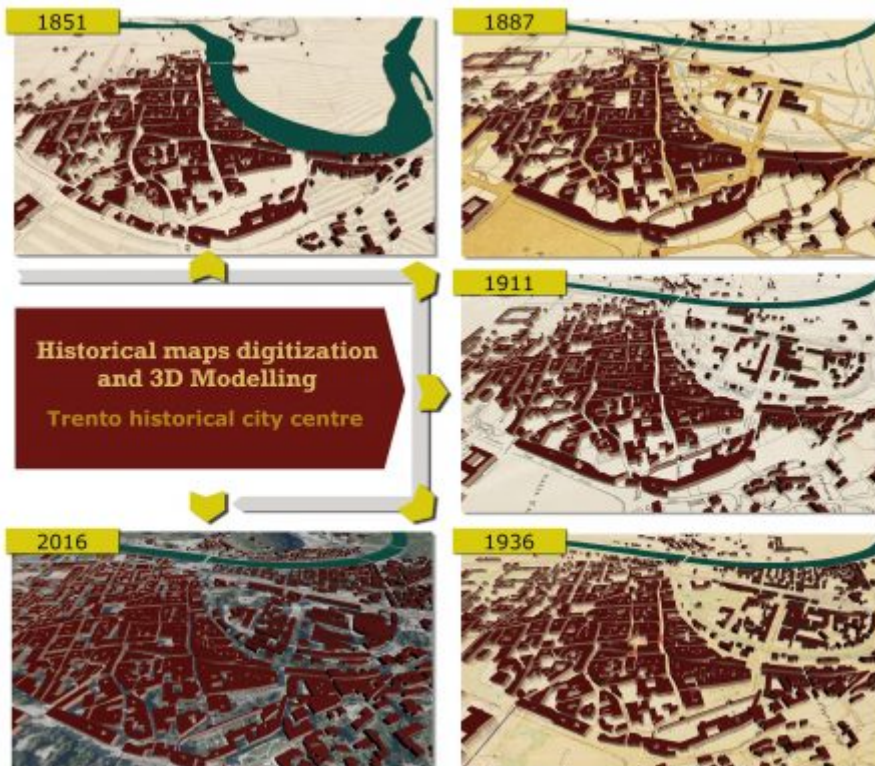 1851
1887
1911
Historical maps digitization
and 3D Modelling
Trento historical city centre
2016
1936